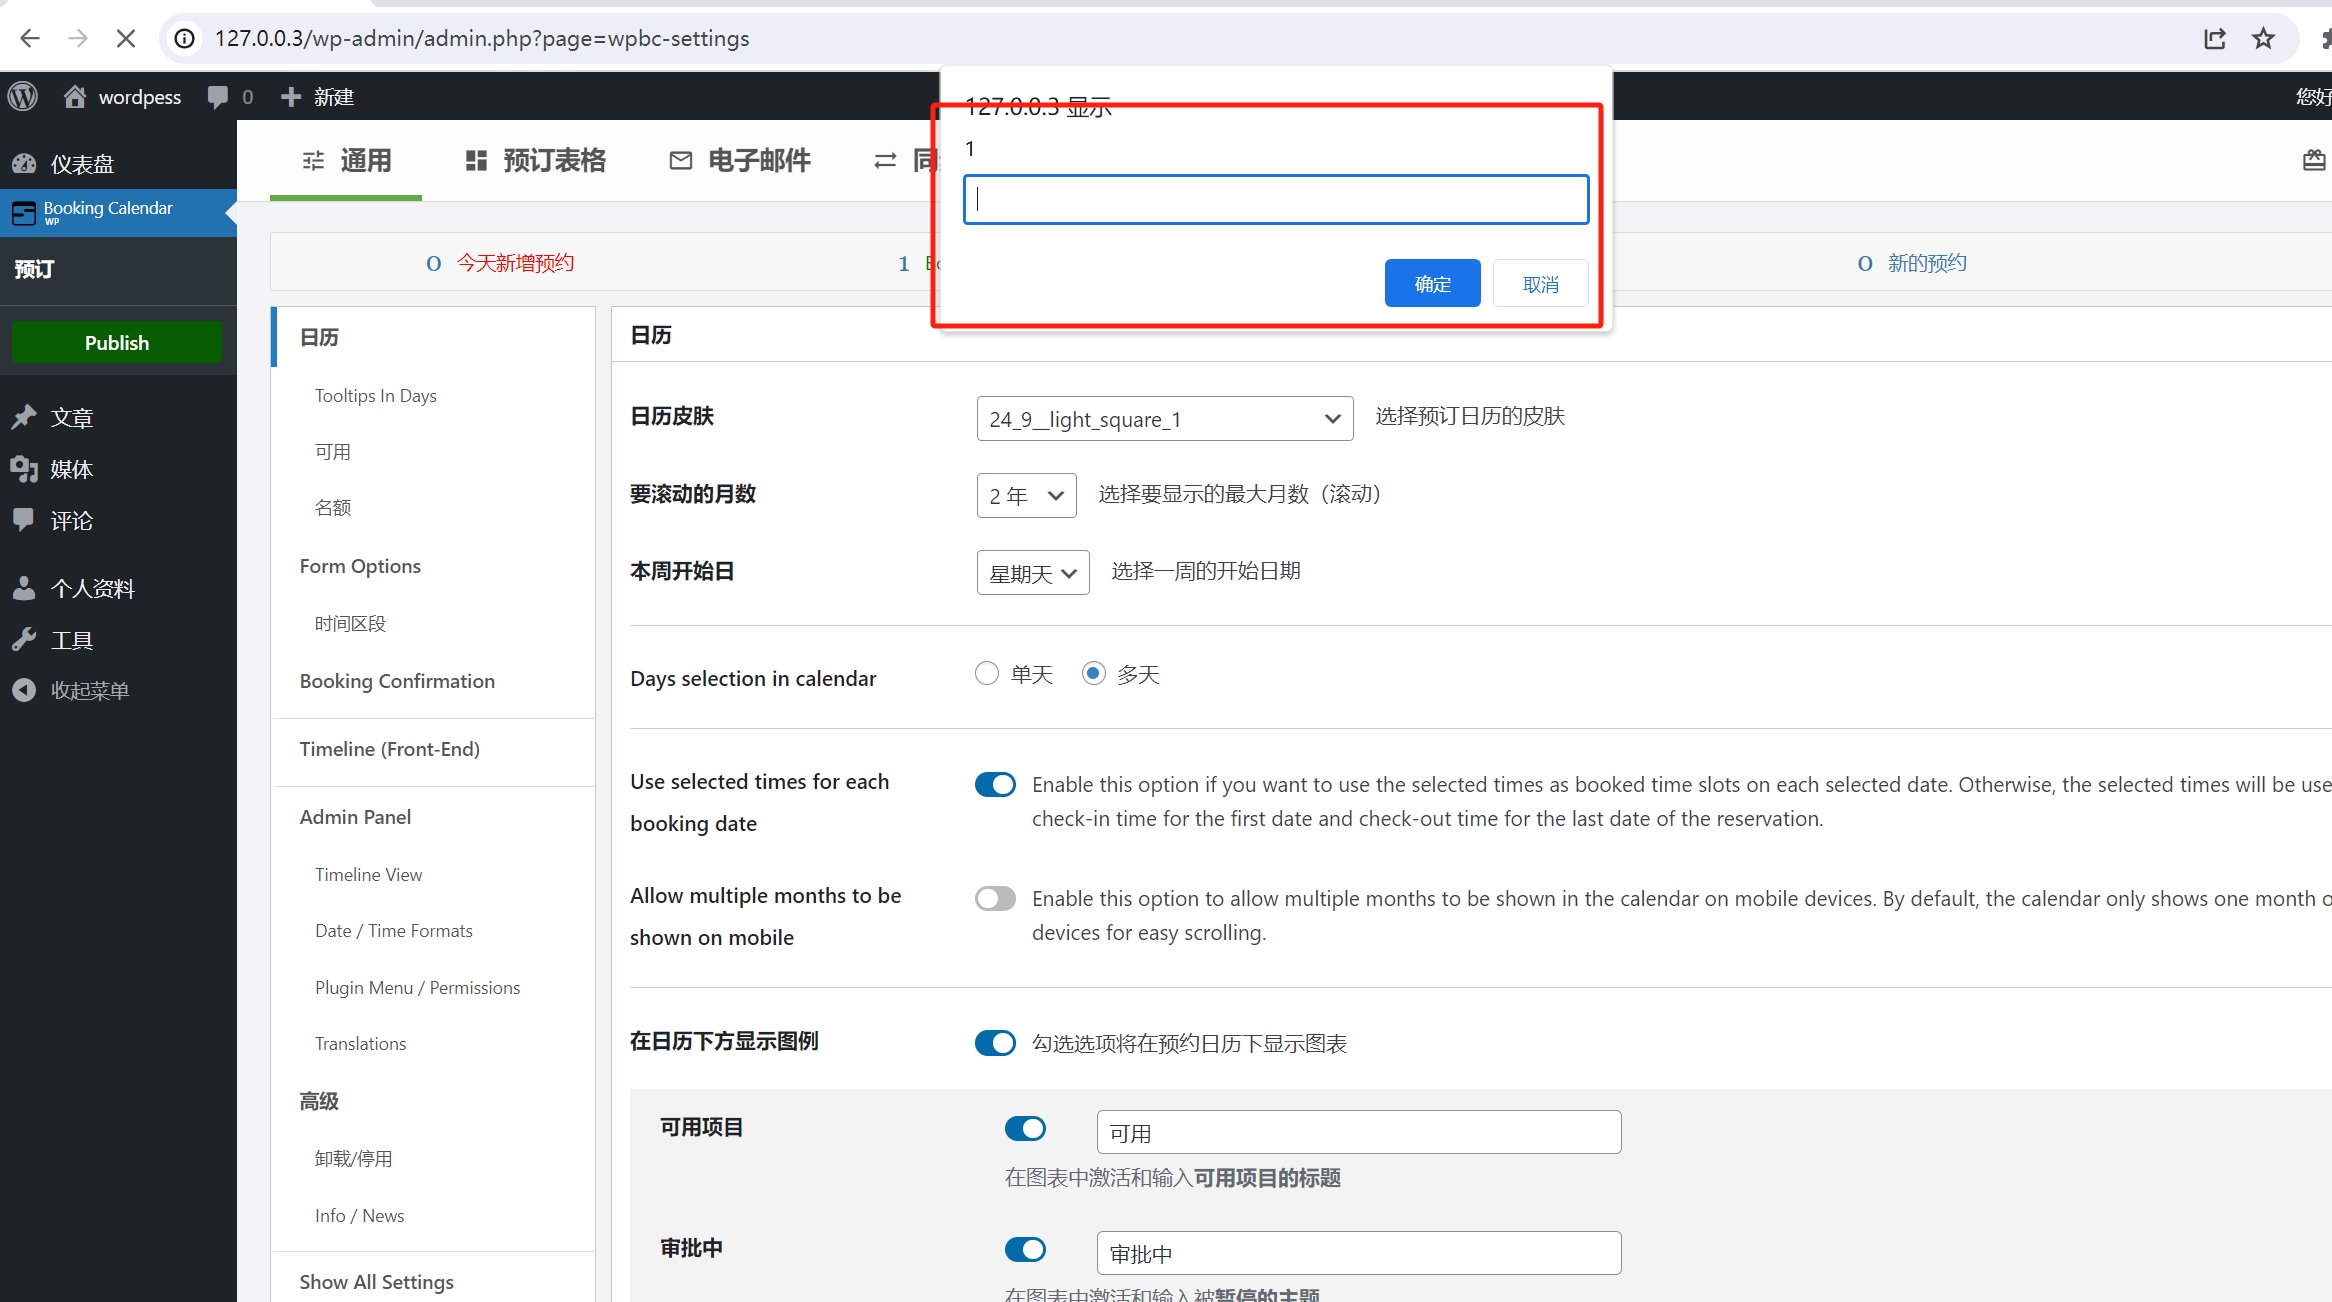 127.0.0.3/wp-admin/admin.php?page=wpbc-settings
wordpess 0 新建 您好
127.0.0.3 显示
1
确定 取消
仪表盘
Booking Calendar
WP
预订
Publish
文章
媒体
评论
个人资料
工具
收起菜单
通用 预订表格 电子邮件 同
0 今天新增预约 1 0 新的预约
日历
Tooltips In Days
可用
名额
Form Options
时间区段
Booking Confirmation
Timeline (Front-End)
Admin Panel
Timeline View
Date / Time Formats
Plugin Menu / Permissions
Translations
高级
卸载/停用
Info / News
Show All Settings
日历
日历皮肤 24_9__light_square_1 选择预订日历的皮肤
要滚动的月数 2 年 选择要显示的最大月数（滚动）
本周开始日 星期天 选择一周的开始日期
Days selection in calendar 单天 多天
Use selected times for each booking date
Enable this option if you want to use the selected times as booked time slots on each selected date. Otherwise, the selected times will be use
check-in time for the first date and check-out time for the last date of the reservation.
Allow multiple months to be shown on mobile
Enable this option to allow multiple months to be shown in the calendar on mobile devices. By default, the calendar only shows one month o
devices for easy scrolling.
在日历下方显示图例 勾选选项将在预约日历下显示图表
可用项目 可用
在图表中激活和输入可用项目的标题
审批中 审批中
在图表中激活和输入被暂停的主题